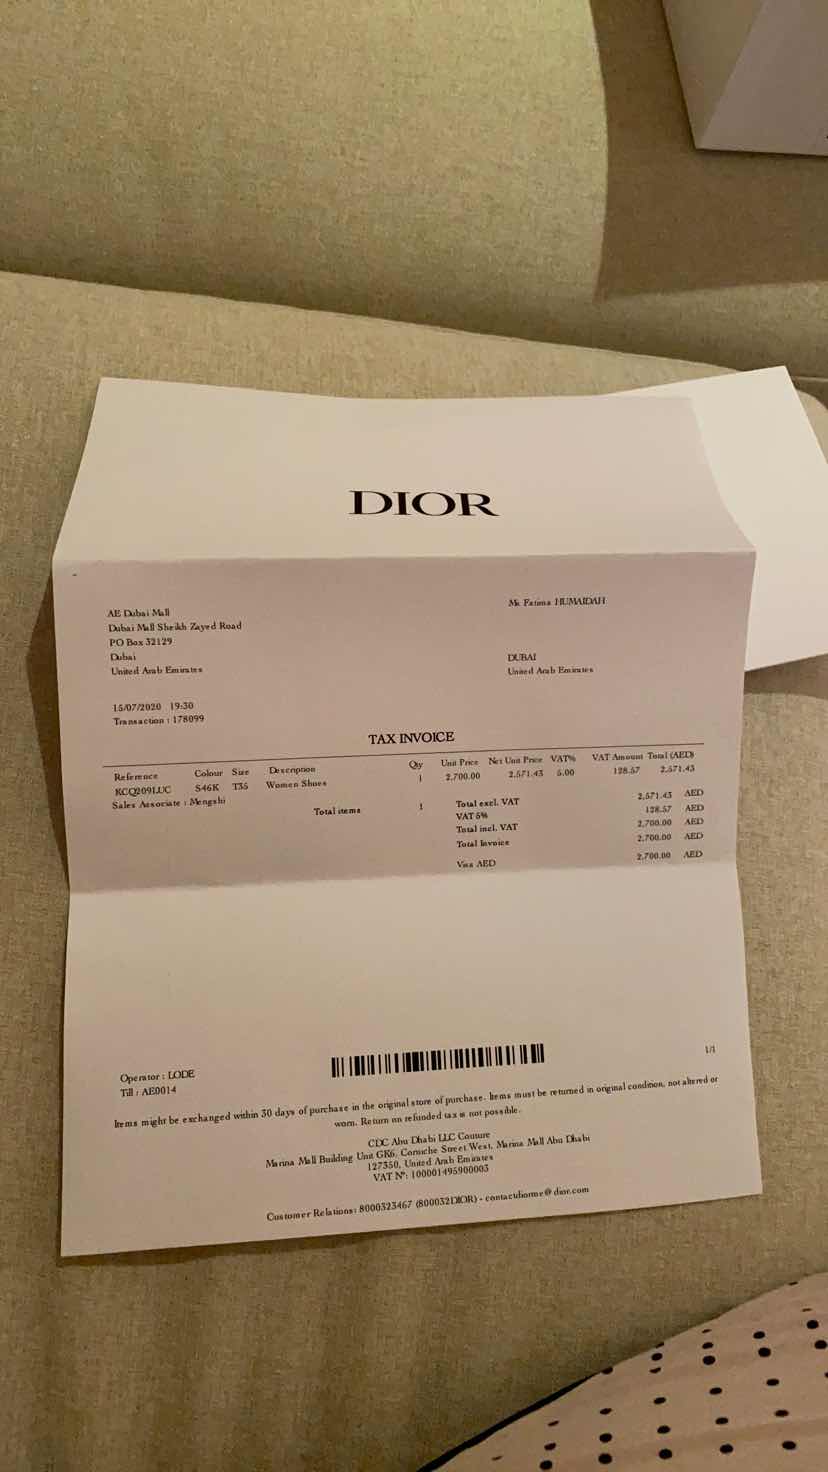 DIOR
AE Dubai Mall
Dubai Mall Sheikh Zayed Road
PO Box 32129
Dubai
United Arab Emirates
Ms Fatima HUMAIDAH
DUBAI
United Arab Emirates
15/07/2020 19:30
Transaction : 178099
TAX INVOICE
Reference Colour Size Description Qty Unit Price Net Unit Price VAT% VAT Amount Total (AED)
KCQ209LUC S46K T35 Women Shoes 1 2,700.00 2,571.43 5.00 128.57 2,571.43
Sales Associate : Mengshi
Total items 1 Total excl. VAT 2,571.43 AED
VAT 5% 128.57 AED
Total incl. VAT 2,700.00 AED
Total Invoice 2,700.00 AED
Visa AED 2,700.00 AED
Operator : LODE
Till : AE0014
1/1
Items might be exchanged within 30 days of purchase in the original store of purchase. Items must be returned in original condition, not altered or
worn. Return on refunded tax is not possible.
CDC Abu Dhabi LLC Couture
Marina Mall Building Unit GK6, Corniche Street West, Marina Mall Abu Dhabi
127350, United Arab Emirates
VAT N°: 100001495900003
Customer Relations: 8000323467 (800032DIOR) - contactdiorme@dior.com